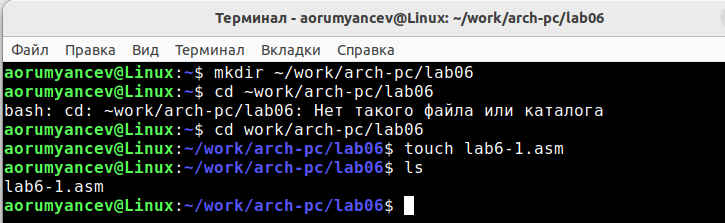 Терминал - aorumyancev@Linux: ~/work/arch-pc/lab06
Файл Правка Вид Терминал Вкладки Справка
aorumyancev@Linux:~$ mkdir ~/work/arch-pc/lab06
aorumyancev@Linux:~$ cd ~work/arch-pc/lab06
bash: cd: ~work/arch-pc/lab06: Нет такого файла или каталога
aorumyancev@Linux:~$ cd work/arch-pc/lab06
aorumyancev@Linux:~/work/arch-pc/lab06$ touch lab6-1.asm
aorumyancev@Linux:~/work/arch-pc/lab06$ ls
lab6-1.asm
aorumyancev@Linux:~/work/arch-pc/lab06$